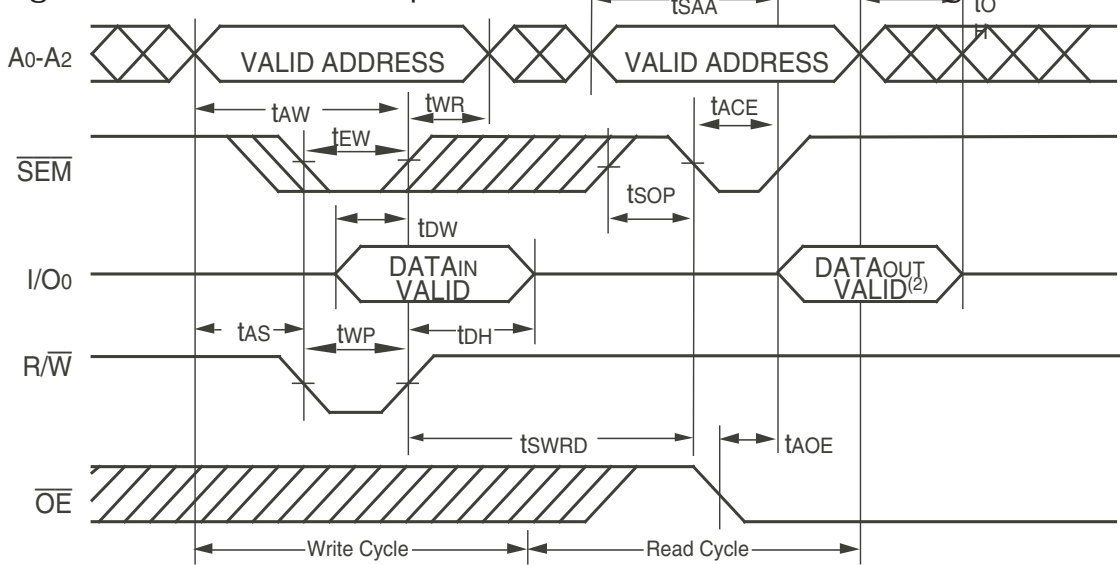 tSAA
tOH
A0-A2
VALID ADDRESS
VALID ADDRESS
tAW
tWR
tACE
tEW
SEM
tSOP
tDW
I/O0
DATAIN
VALID
DATAOUT
VALID(2)
tAS
tWP
tDH
R/W
tSWRD
tAOE
OE
Write Cycle
Read Cycle